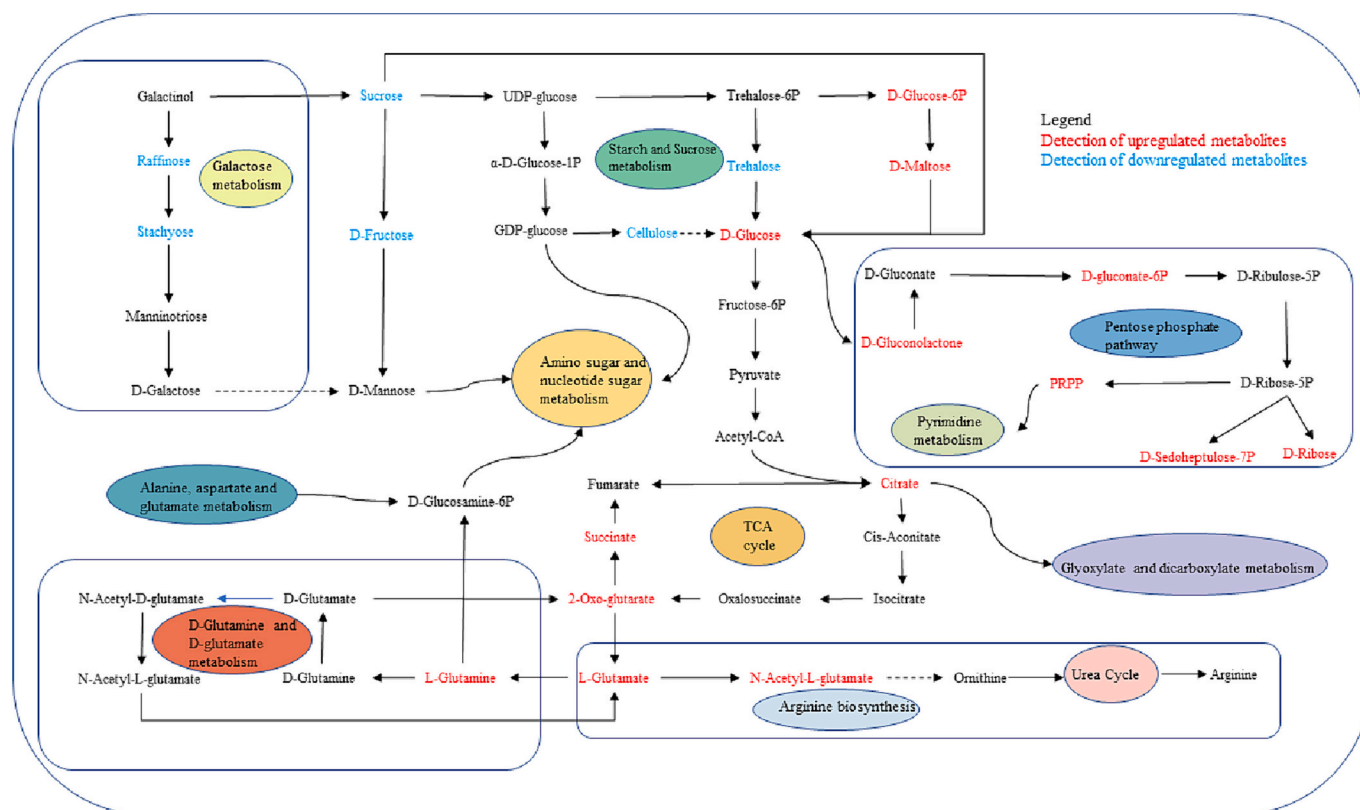 Galactinol
Sucrose
UDP-glucose
Trehalose-6P
D-Glucose-6P
Legend
Detection of upregulated metabolites
Detection of downregulated metabolites
Raffinose
Galactose
metabolism
α-D-Glucose-1P
Starch and Sucrose
metabolism
Trehalose
D-Maltose
Stachyose
D-Fructose
GDP-glucose
Cellulose
D-Glucose
D-Gluconate
D-gluconate-6P
D-Ribulose-5P
Manninotriose
Fructose-6P
D-Gluconolactone
Pentose phosphate
pathway
D-Galactose
D-Mannose
Amino sugar and
nucleotide sugar
metabolism
Pyruvate
PRPP
D-Ribose-5P
Pyrimidine
metabolism
Acetyl-CoA
D-Sedoheptulose-7P
D-Ribose
Alanine, aspartate and
glutamate metabolism
D-Glucosamine-6P
Fumarate
Citrate
Succinate
TCA
cycle
Cis-Aconitate
Glyoxylate and dicarboxylate metabolism
N-Acetyl-D-glutamate
D-Glutamate
2-Oxo-glutarate
Oxalosuccinate
Isocitrate
D-Glutamine and
D-glutamate
metabolism
N-Acetyl-L-glutamate
D-Glutamine
L-Glutamine
L-Glutamate
N-Acetyl-L-glutamate
Ornithine
Urea Cycle
Arginine
Arginine biosynthesis